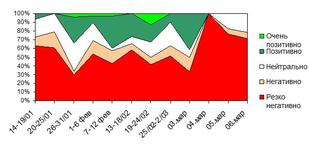 100%
90%
80%
70%
60%
50%
40%
30%
20%
10%
0%
14-19/01
20-25/01
26-31/01
1-6 фев
7-12 фев
13-18/02
19-24/02
25/02-2/03
03.мар
04.мар
05.мар
06.мар
Очень
позитивно
Позитивно
Нейтрально
Негативно
Резко
негативно